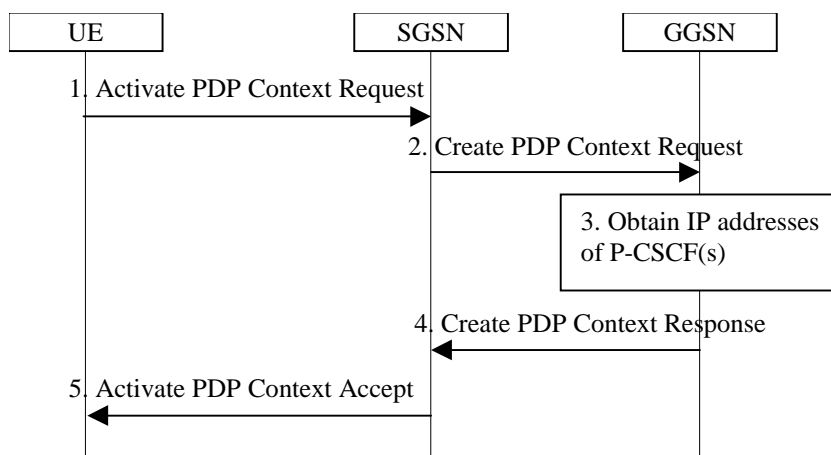 UE
SGSN
GGSN
1. Activate PDP Context Request
2. Create PDP Context Request
3. Obtain IP addresses
of P-CSCF(s)
4. Create PDP Context Response
5. Activate PDP Context Accept